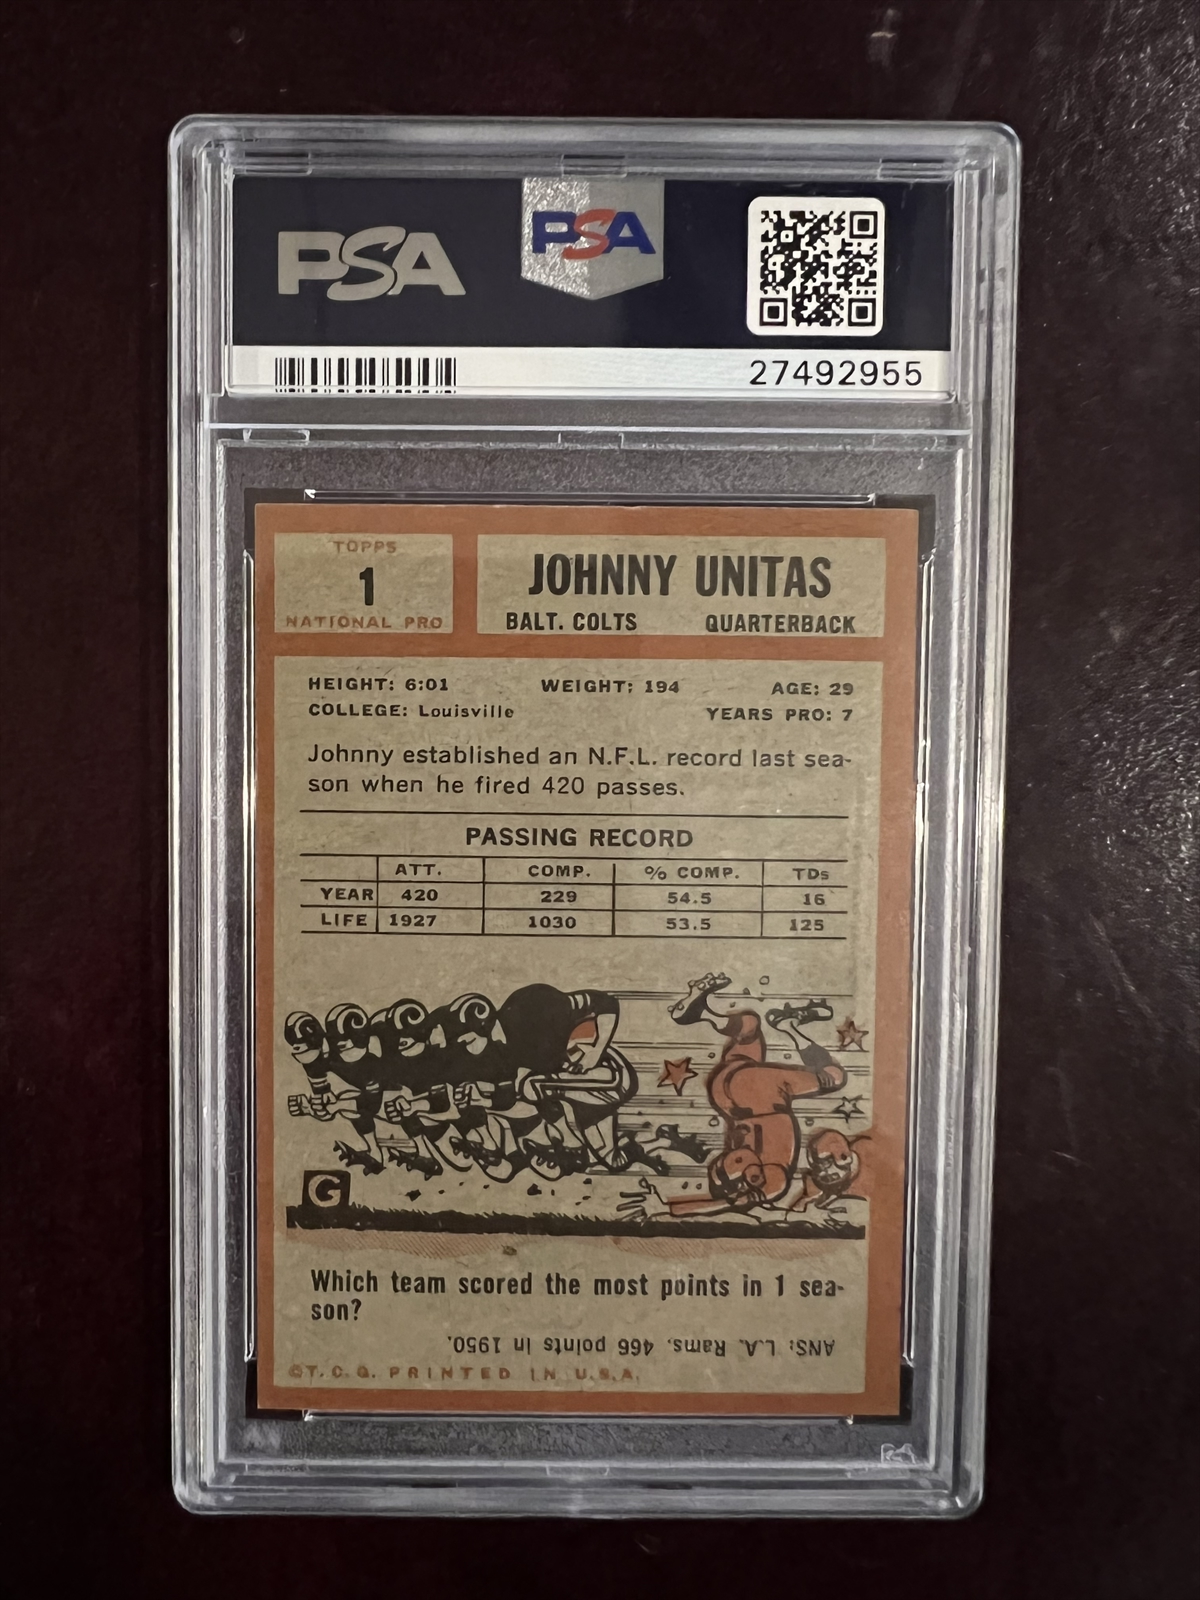 PSA
PSA
27492955
TOPPS
1
NATIONAL PRO
JOHNNY UNITAS
BALT. COLTS QUARTERBACK
HEIGHT: 6:01 WEIGHT: 194 AGE: 29
COLLEGE: Louisville YEARS PRO: 7
Johnny established an N.F.L. record last sea-
son when he fired 420 passes.
PASSING RECORD
ATT. COMP. % COMP. TDs
YEAR 420 229 54.5 16
LIFE 1927 1030 53.5 125
G
Which team scored the most points in 1 sea-
son?
ANS: L.A. Rams. 466 points in 1950.
©T.C.G. PRINTED IN U.S.A.